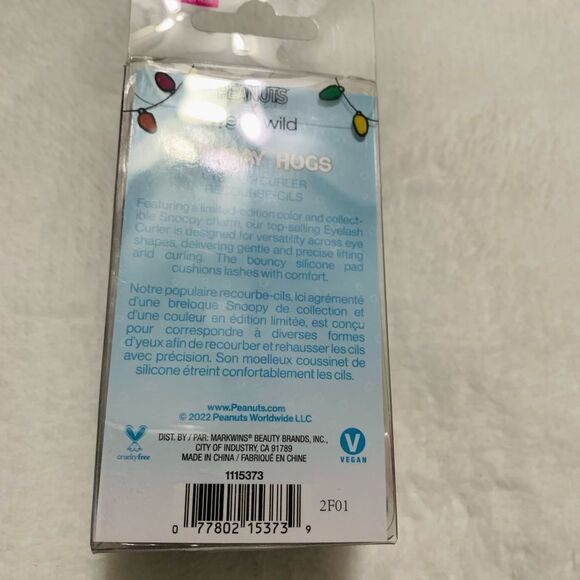 PEANUTS
wild
HUGS
CURLER
RECOURBE-CILS
Featuring a limited-edition color and collect-
ible Snoopy charm, our top-selling Eyelash
Curler is designed for versatility across eye
shapes, delivering gentle and precise lifting
and curling. The bouncy silicone pad
cushions lashes with comfort.
Notre populaire recourbe-cils, ici agrémenté
d'une breloque Snoopy de collection et
d'une couleur en édition limitée, est conçu
pour correspondre à diverses formes
d'yeux afin de recourber et rehausser les cils
avec précision. Son moelleux coussinet de
silicone étreint confortablement les cils.
www.Peanuts.com
© 2022 Peanuts Worldwide LLC
DIST. BY / PAR: MARKWINS® BEAUTY BRANDS, INC.,
CITY OF INDUSTRY, CA 91789
MADE IN CHINA / FABRIQUÉ EN CHINE
crueltyfree
V
VEGAN
1115373
2F01
0 77802 15373 9